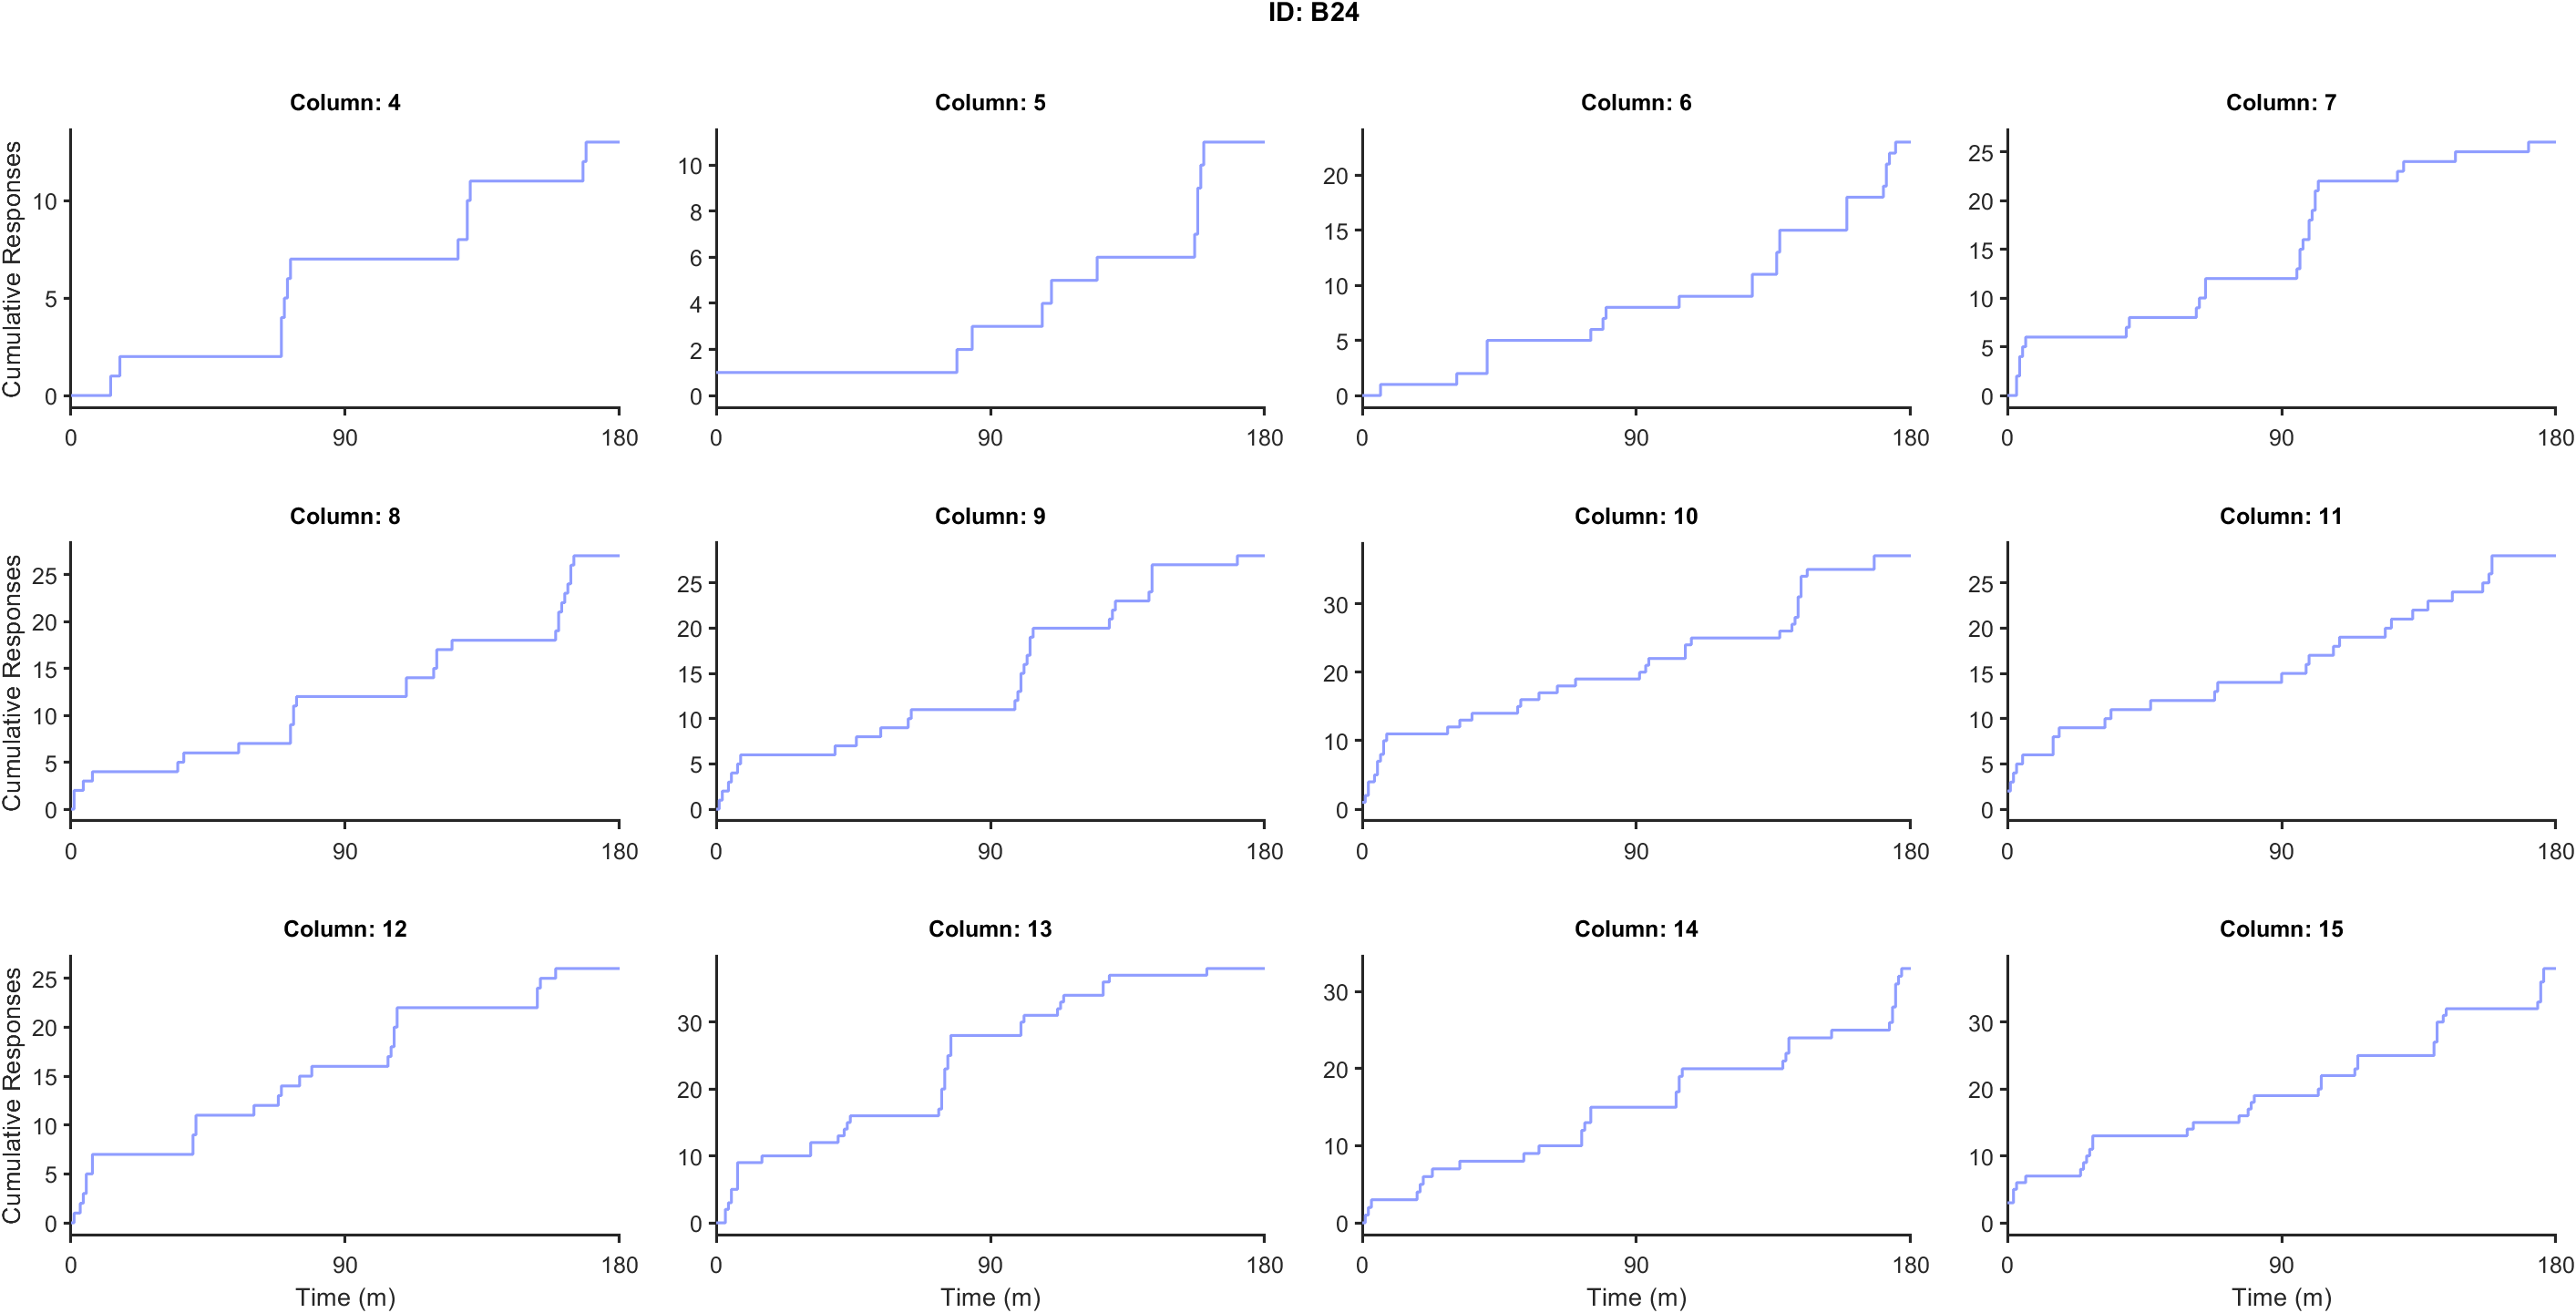 ID: B24
Column: 4
Column: 5
Column: 6
Column: 7
Cumulative Responses
0 5 10
0 90 180
0 2 4 6 8 10
0 90 180
0 5 10 15 20
0 90 180
0 5 10 15 20 25
0 90 180
Column: 8
Column: 9
Column: 10
Column: 11
Cumulative Responses
0 5 10 15 20 25
0 90 180
0 5 10 15 20 25
0 90 180
0 10 20 30
0 90 180
0 5 10 15 20 25
0 90 180
Column: 12
Column: 13
Column: 14
Column: 15
Cumulative Responses
0 5 10 15 20 25
0 90 180
0 10 20 30
0 90 180
0 10 20 30
0 90 180
0 10 20 30
0 90 180
Time (m)
Time (m)
Time (m)
Time (m)